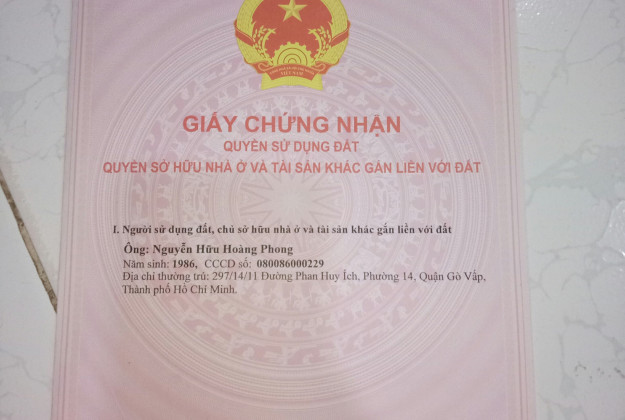 GIẤY CHỨNG NHẬN
QUYỀN SỬ DỤNG ĐẤT
QUYỀN SỞ HỮU NHÀ Ở VÀ TÀI SẢN KHÁC GẮN LIỀN VỚI ĐẤT
I. Người sử dụng đất, chủ sở hữu nhà ở và tài sản khác gắn liền với đất
Ông: Nguyễn Hữu Hoàng Phong
Năm sinh: 1986, CCCD số: 080086000229
Địa chỉ thường trú: 297/14/11 Đường Phan Huy Ích, Phường 14, Quận Gò Vấp,
Thành phố Hồ Chí Minh.